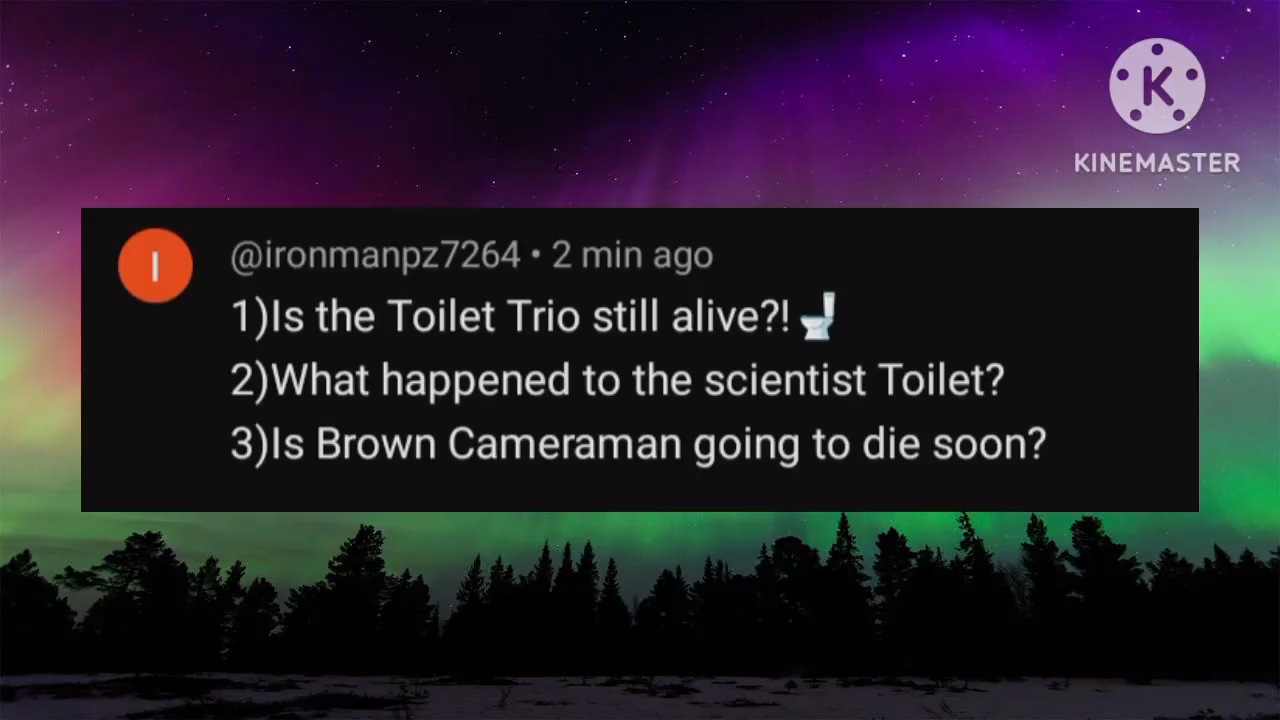 KINEMASTER
I
@ironmanpz7264 • 2 min ago
1)Is the Toilet Trio still alive?!🚽
2)What happened to the scientist Toilet?
3)Is Brown Cameraman going to die soon?